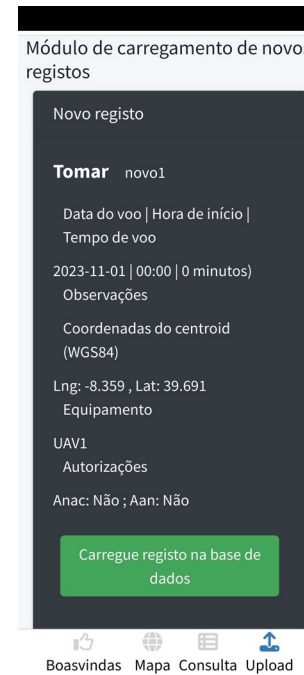 Módulo de carregamento de novo
registos
Novo registo
Tomar novo1
Data do voo | Hora de início |
Tempo de voo
2023-11-01 | 00:00 | 0 minutos)
Observações
Coordenadas do centroid
(WGS84)
Lng: -8.359 , Lat: 39.691
Equipamento
UAV1
Autorizações
Anac: Não ; Aan: Não
Carregue registo na base de
dados
Boasvindas Mapa Consulta Upload